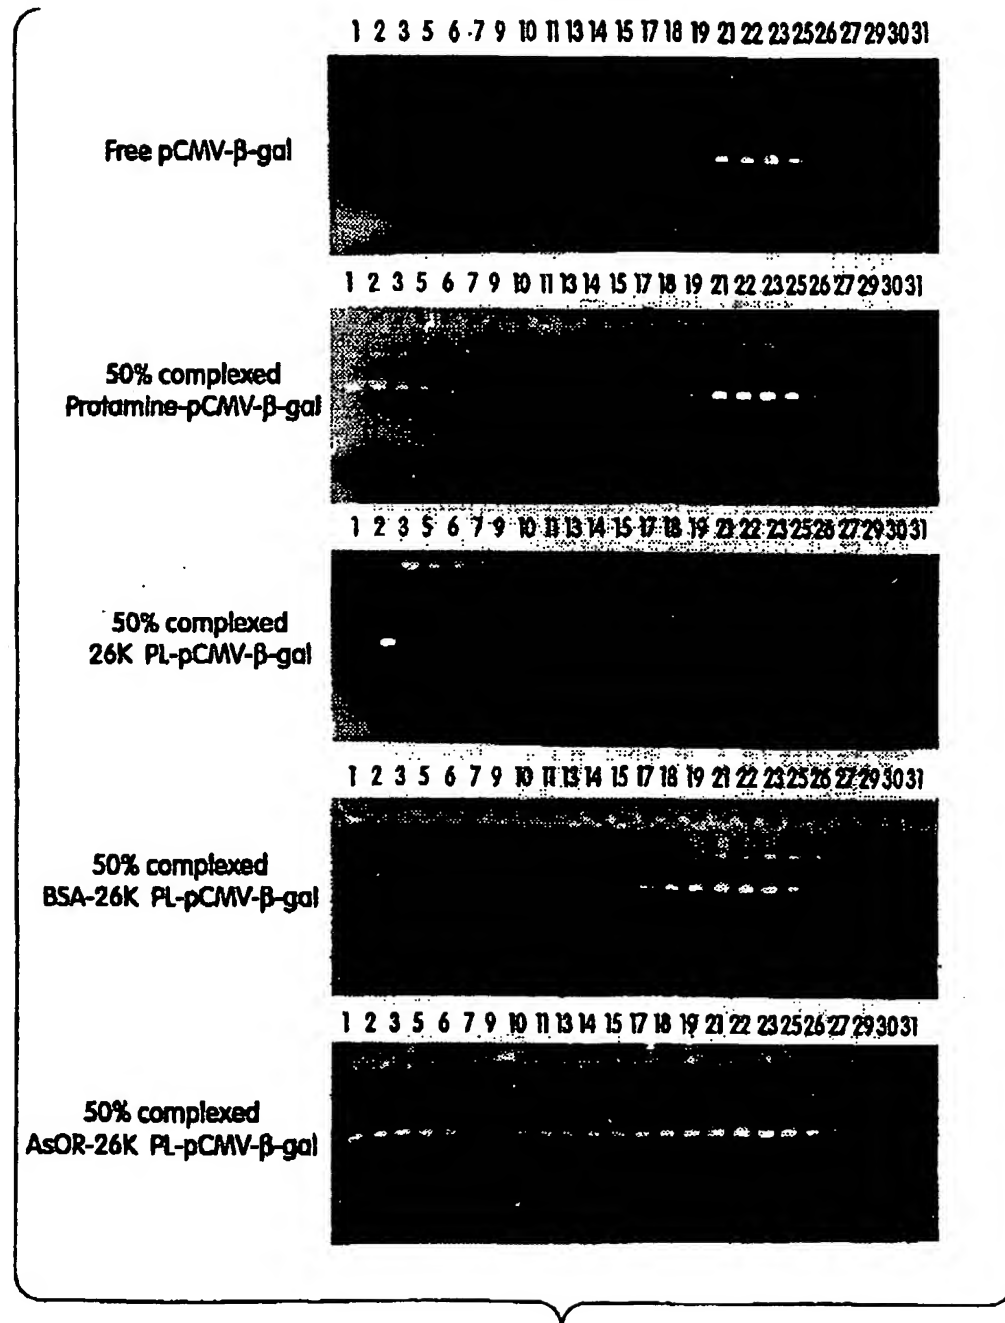 1 2 3 5 6 7 9 10 11 13 14 15 17 18 19 21 22 23 25 26 27 29 30 31
Free pCMV-β-gal
1 2 3 5 6 7 9 10 11 13 14 15 17 18 19 21 22 23 25 26 27 29 30 31
50% complexed
Protamine-pCMV-β-gal
1 2 3 5 6 7 9 10 11 13 14 15 17 18 19 21 22 23 25 26 27 29 30 31
50% complexed
26K PL-pCMV-β-gal
1 2 3 5 6 7 9 10 11 13 14 15 17 18 19 21 22 23 25 26 27 29 30 31
50% complexed
BSA-26K PL-pCMV-β-gal
1 2 3 5 6 7 9 10 11 13 14 15 17 18 19 21 22 23 25 26 27 29 30 31
50% complexed
AsOR-26K PL-pCMV-β-gal